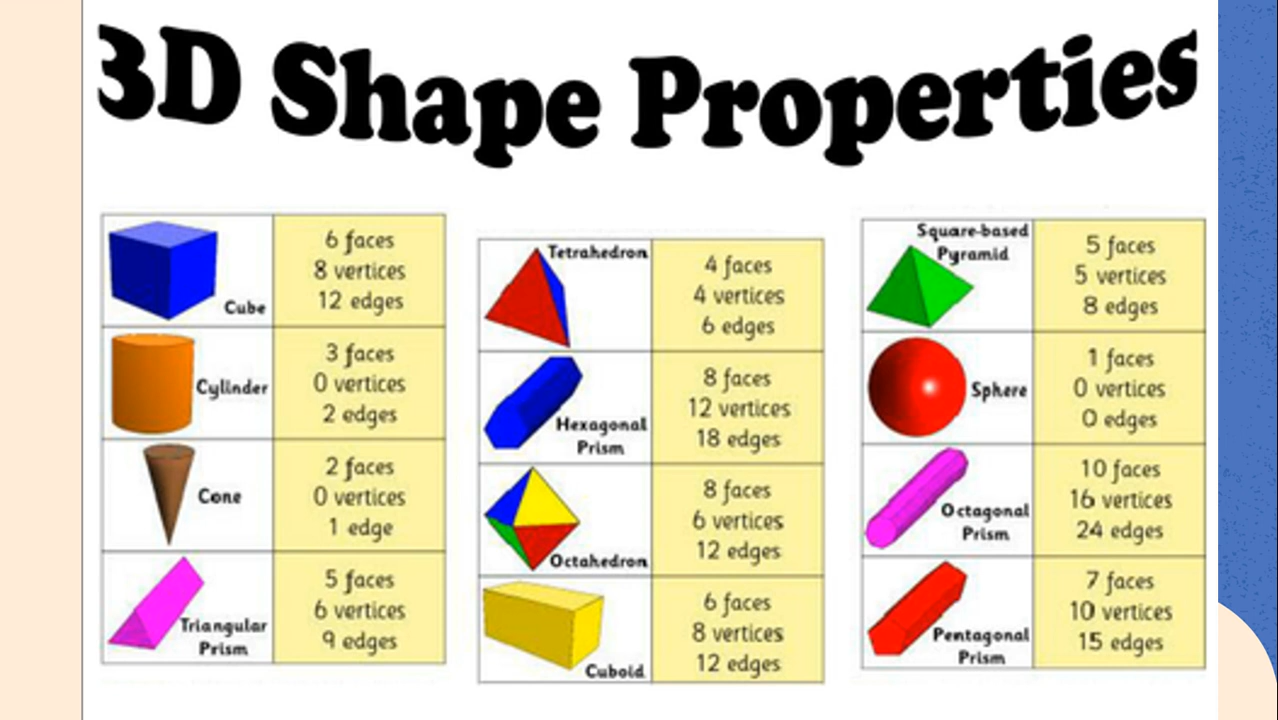 3D Shape Properties
Cube
6 faces
8 vertices
12 edges
Cylinder
3 faces
0 vertices
2 edges
Cone
2 faces
0 vertices
1 edge
Triangular
Prism
5 faces
6 vertices
9 edges
Tetrahedron
4 faces
4 vertices
6 edges
Hexagonal
Prism
8 faces
12 vertices
18 edges
Octahedron
8 faces
6 vertices
12 edges
Cuboid
6 faces
8 vertices
12 edges
Square-based
Pyramid
5 faces
5 vertices
8 edges
Sphere
1 faces
0 vertices
0 edges
Octagonal
Prism
10 faces
16 vertices
24 edges
Pentagonal
Prism
7 faces
10 vertices
15 edges